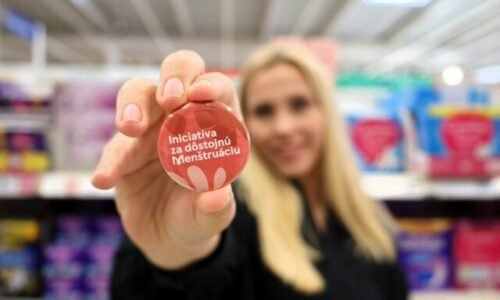 Iniciatíva
za dôstojnú
Menštruáciu